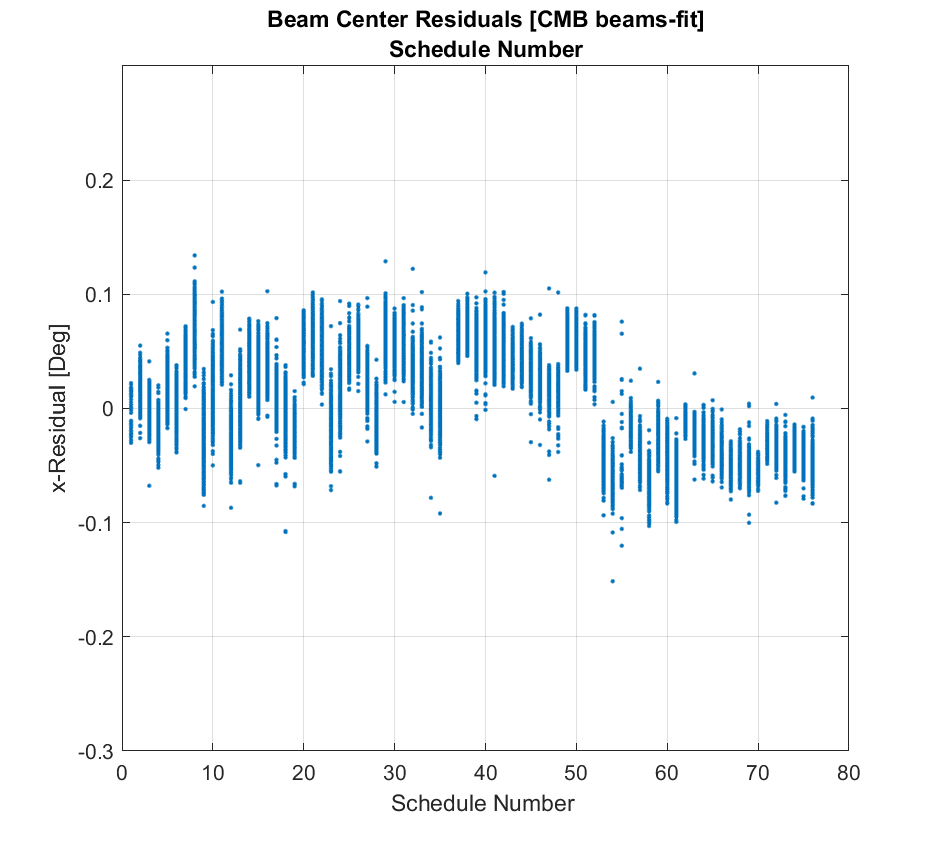 Beam Center Residuals [CMB beams-fit]
Schedule Number
0.2
0.1
0
-0.1
-0.2
-0.3
x-Residual [Deg]
0 10 20 30 40 50 60 70 80
Schedule Number